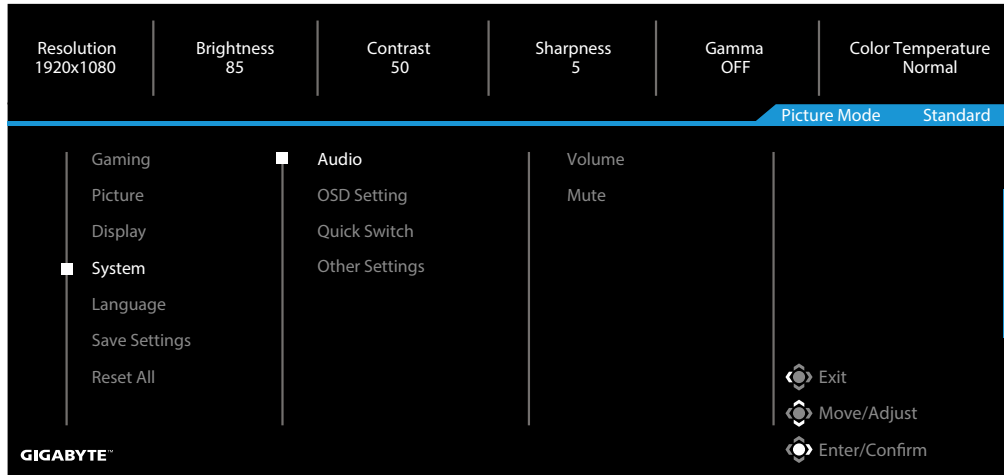 Resolution
1920x1080
Brightness
85
Contrast
50
Sharpness
5
Gamma
OFF
Color Temperature
Normal
Picture Mode Standard
Gaming
Picture
Display
System
Language
Save Settings
Reset All
Audio
OSD Setting
Quick Switch
Other Settings
Volume
Mute
Exit
Move/Adjust
Enter/Confirm
GIGABYTE™